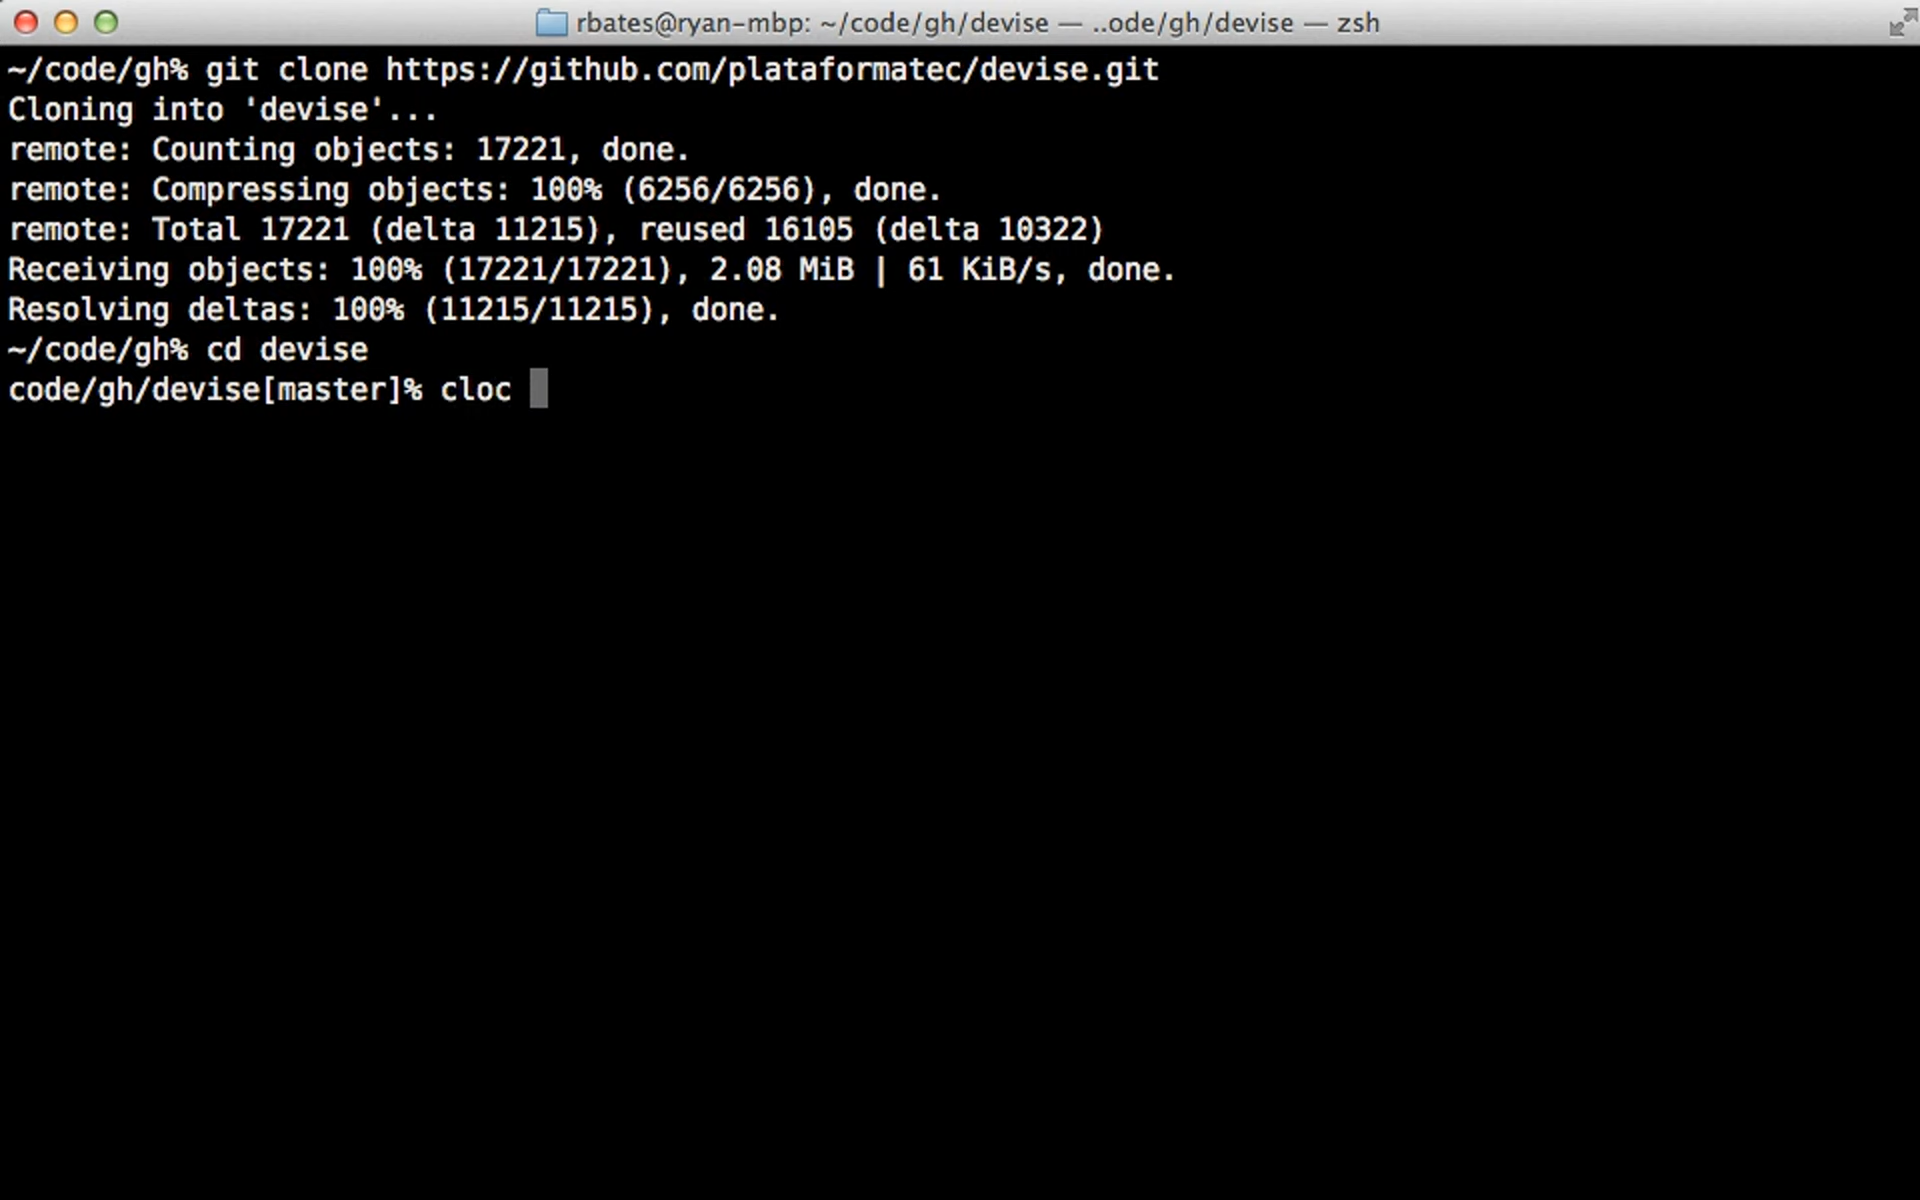 rbates@ryan-mbp: ~/code/gh/devise — ..ode/gh/devise — zsh
~/code/gh% git clone https://github.com/plataformatec/devise.git
Cloning into 'devise'...
remote: Counting objects: 17221, done.
remote: Compressing objects: 100% (6256/6256), done.
remote: Total 17221 (delta 11215), reused 16105 (delta 10322)
Receiving objects: 100% (17221/17221), 2.08 MiB | 61 KiB/s, done.
Resolving deltas: 100% (11215/11215), done.
~/code/gh% cd devise
code/gh/devise[master]% cloc